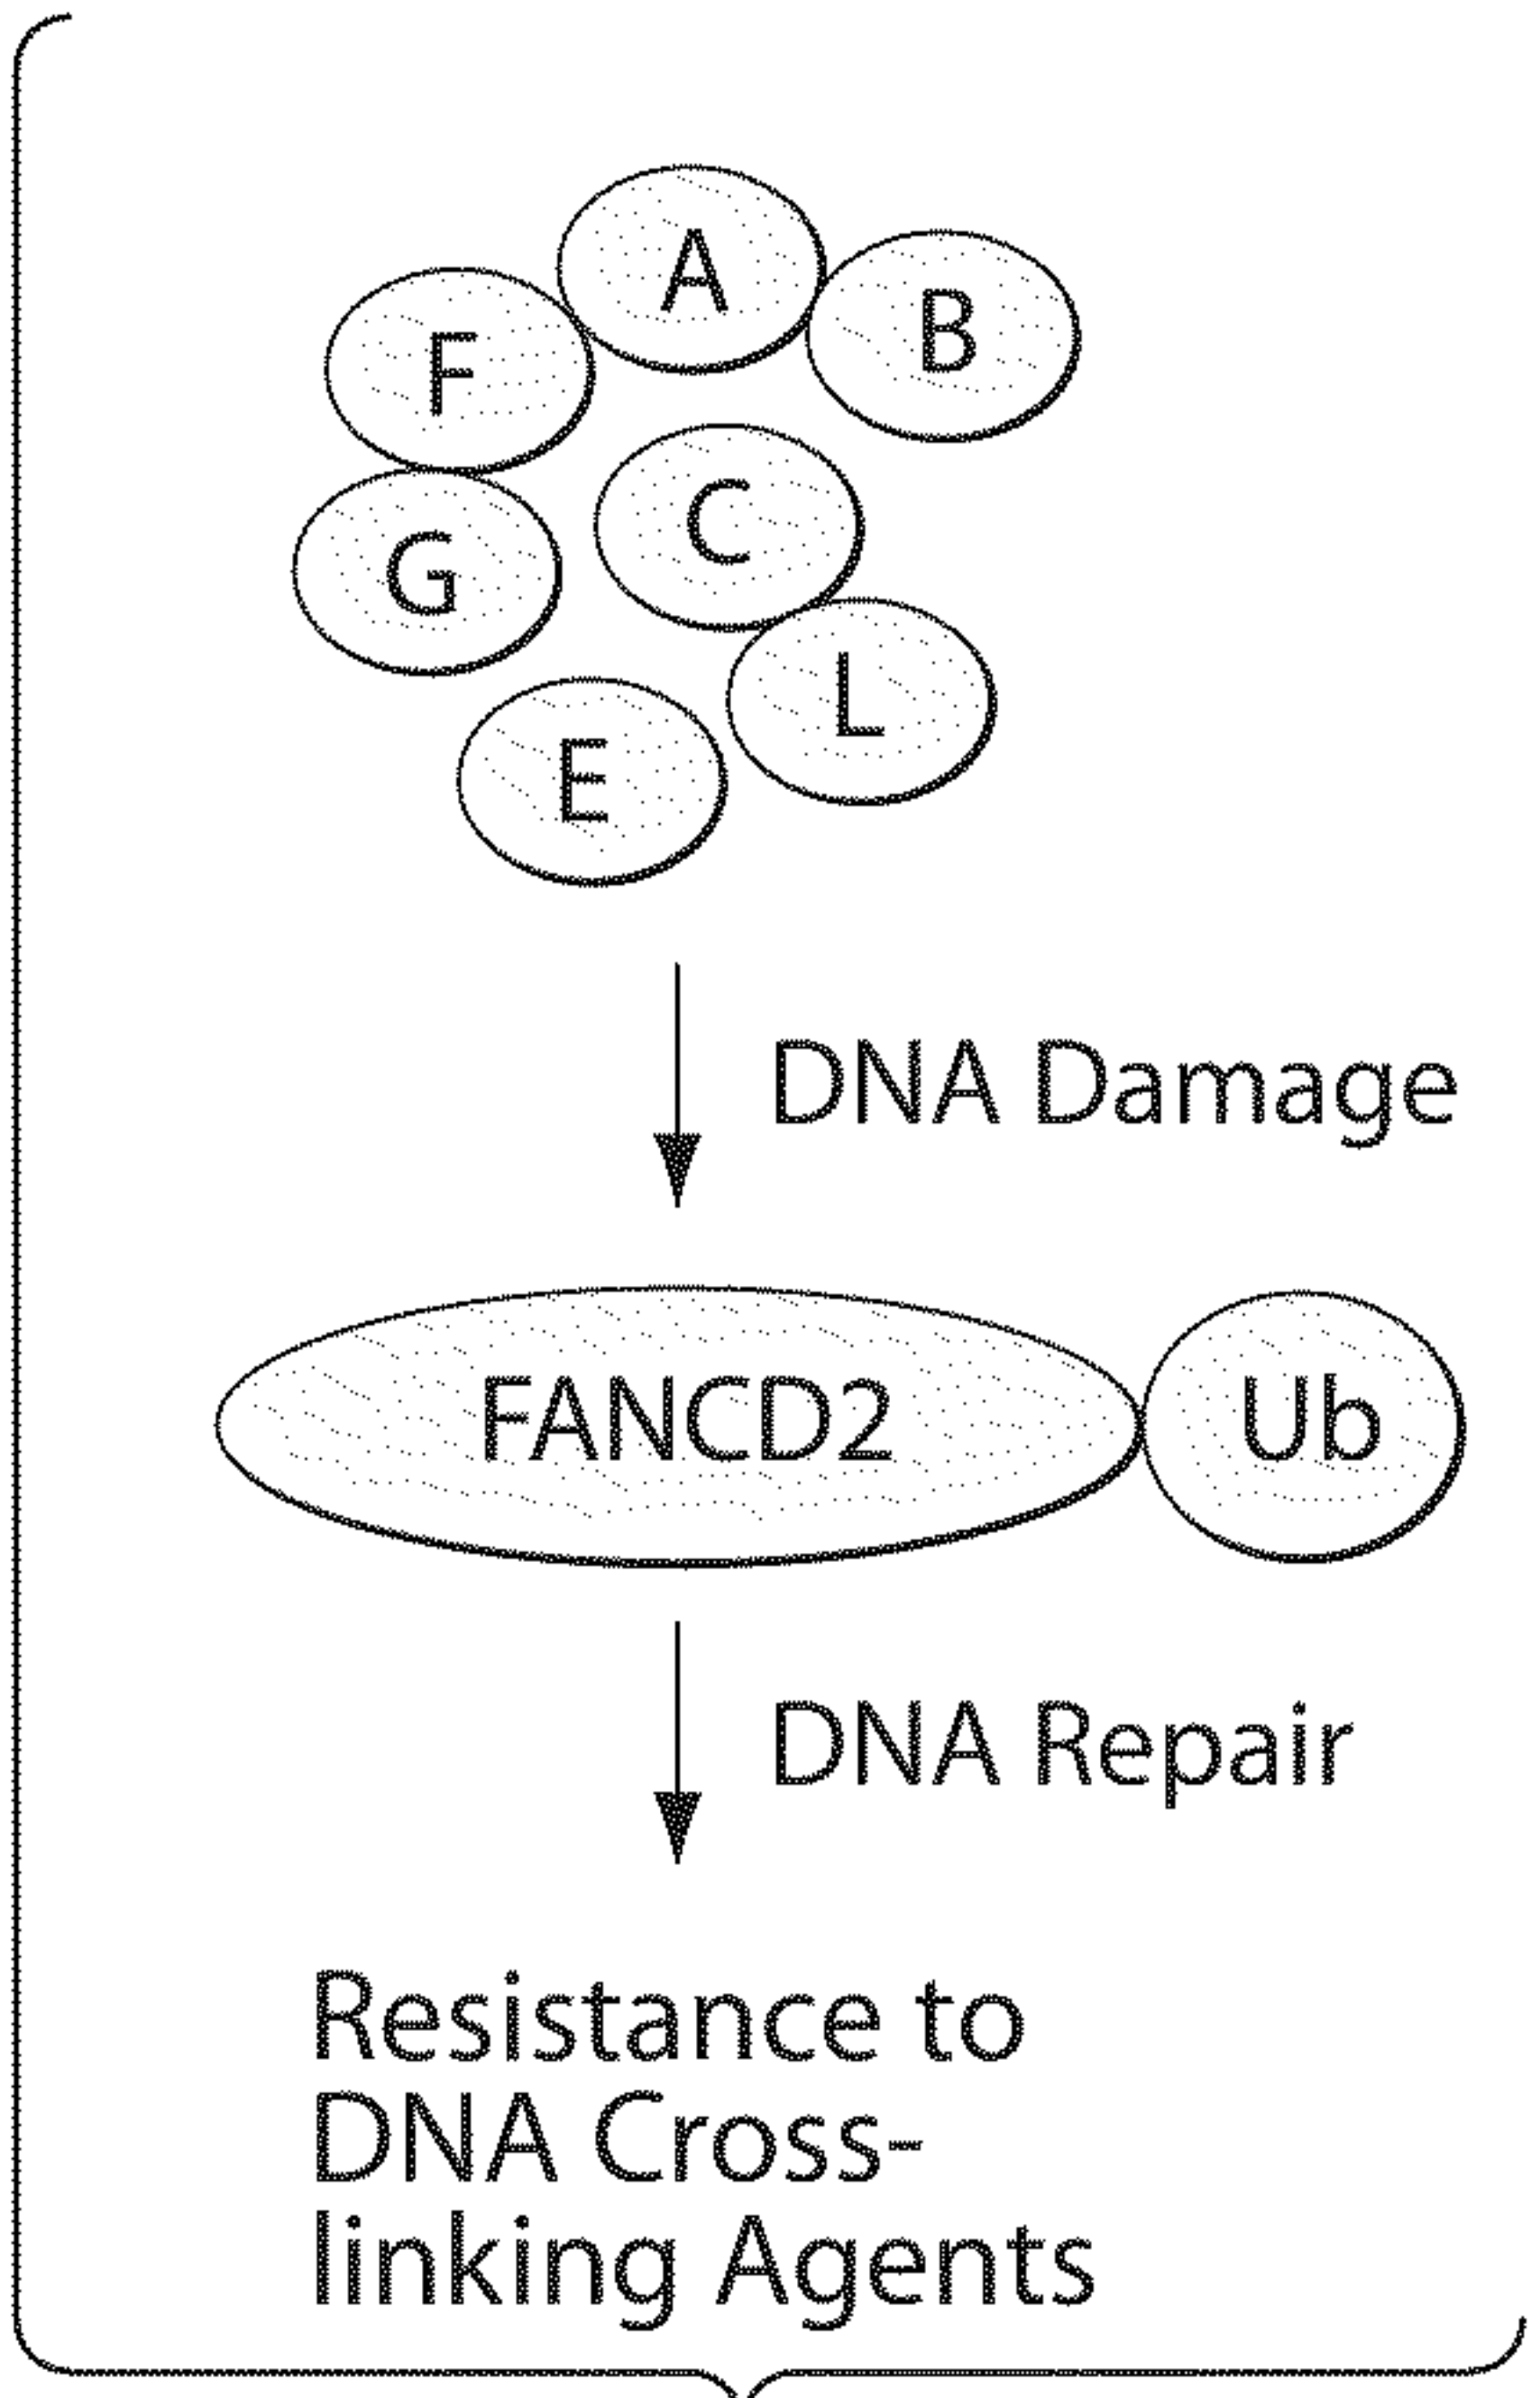 A
B
F
C
G
L
E
DNA Damage
FANCD2 Ub
DNA Repair
Resistance to
DNA Cross-
linking Agents